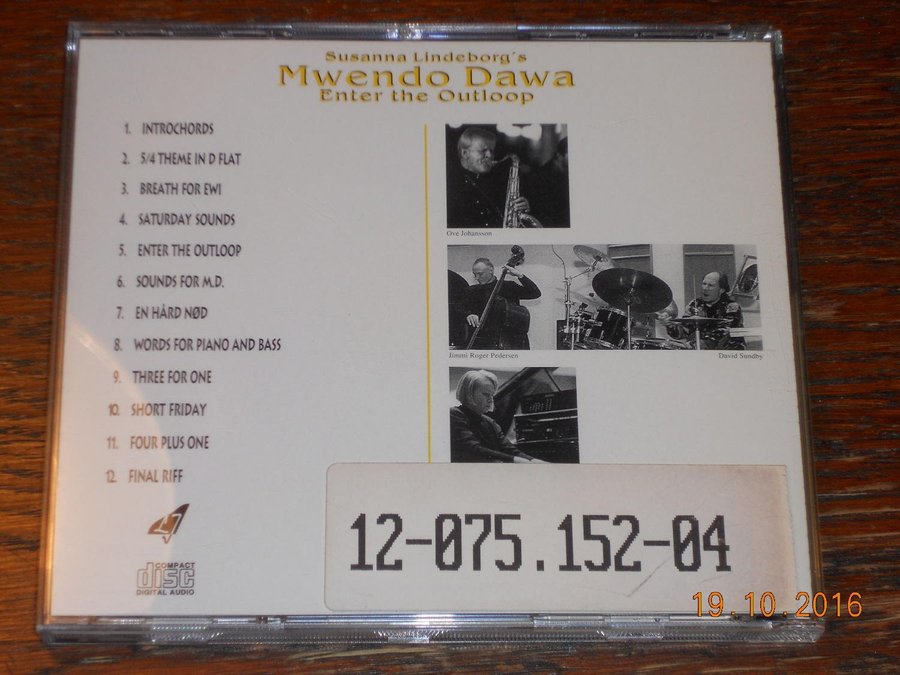 Susanna Lindeborg's
Mwendo Dawa
Enter the Outloop
1. INTROCHORDS
2. 5/4 THEME IN D FLAT
3. BREATH FOR EWI
4. SATURDAY SOUNDS
5. ENTER THE OUTLOOP
6. SOUNDS FOR M.D.
7. EN HÅRD NØD
8. WORDS FOR PIANO AND BASS
9. THREE FOR ONE
10. SHORT FRIDAY
11. FOUR PLUS ONE
12. FINAL RIFF
Ove Johansson
Jimmi Roger Pedersen
David Sundby
COMPACT
disc
DIGITAL AUDIO
12-075.152-04
19.10.2016